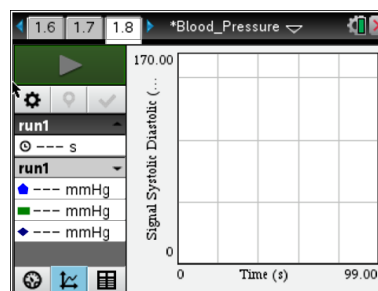 1.6 1.7 1.8 *Blood_Pressure
170.00
Signal Systolic Diastolic (...
run1
--- s
run1
--- mmHg
--- mmHg
--- mmHg
0
0 Time (s) 99.00